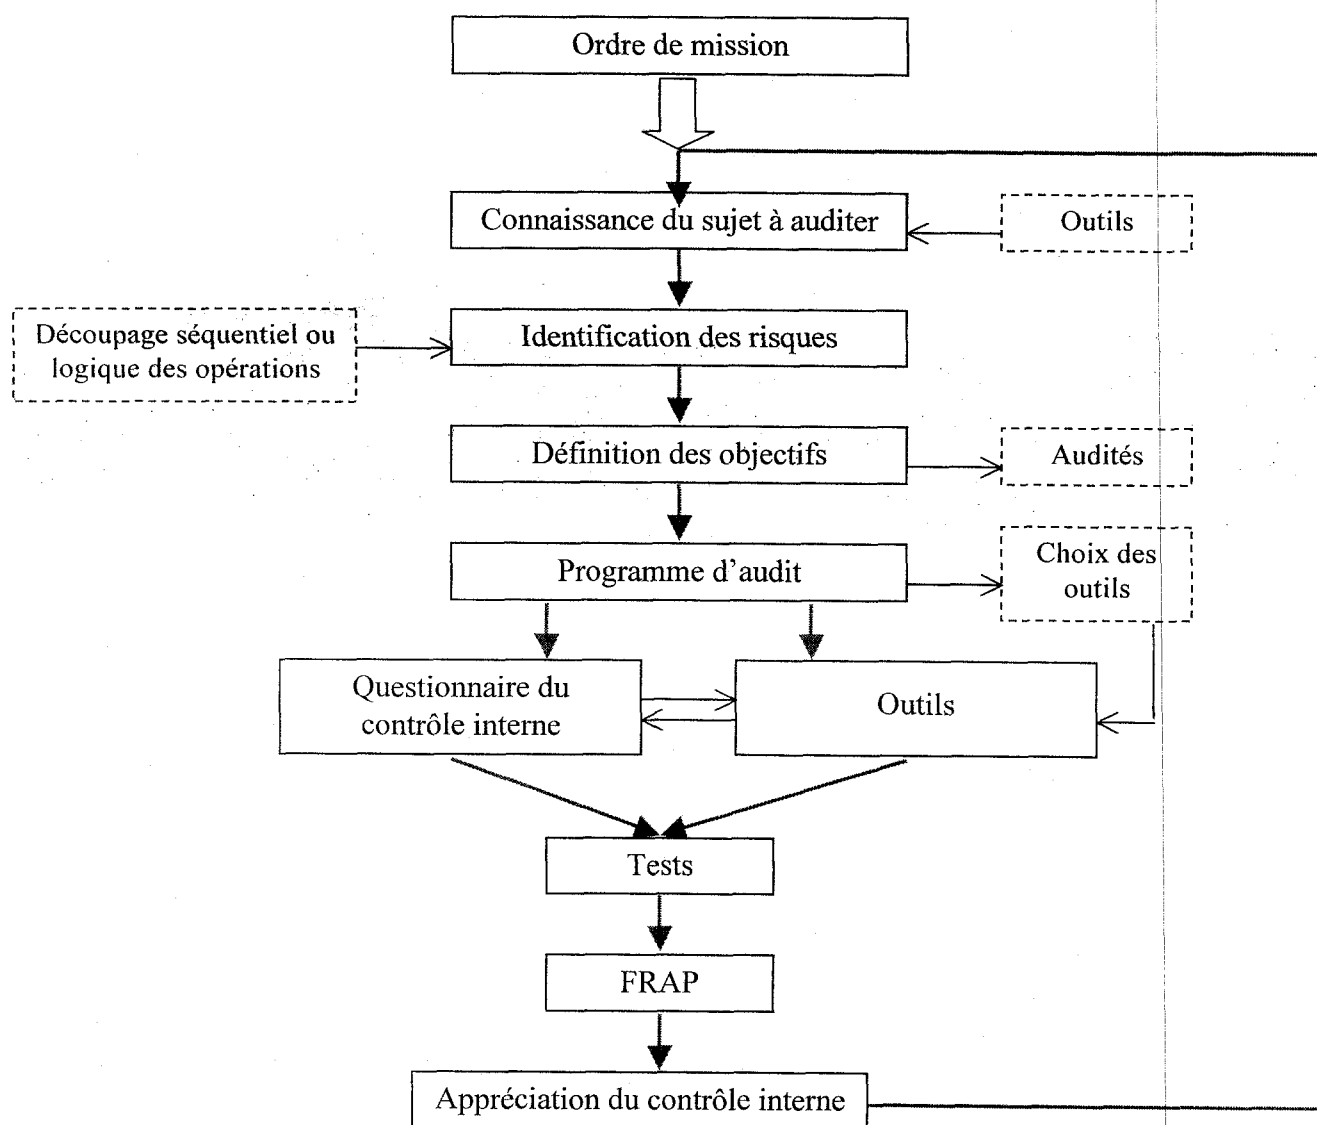 Ordre de mission
Connaissance du sujet à auditer
Outils
Découpage séquentiel ou
logique des opérations
Identification des risques
Définition des objectifs
Audités
Programme d'audit
Choix des
outils
Questionnaire du
contrôle interne
Outils
Tests
FRAP
Appréciation du contrôle interne